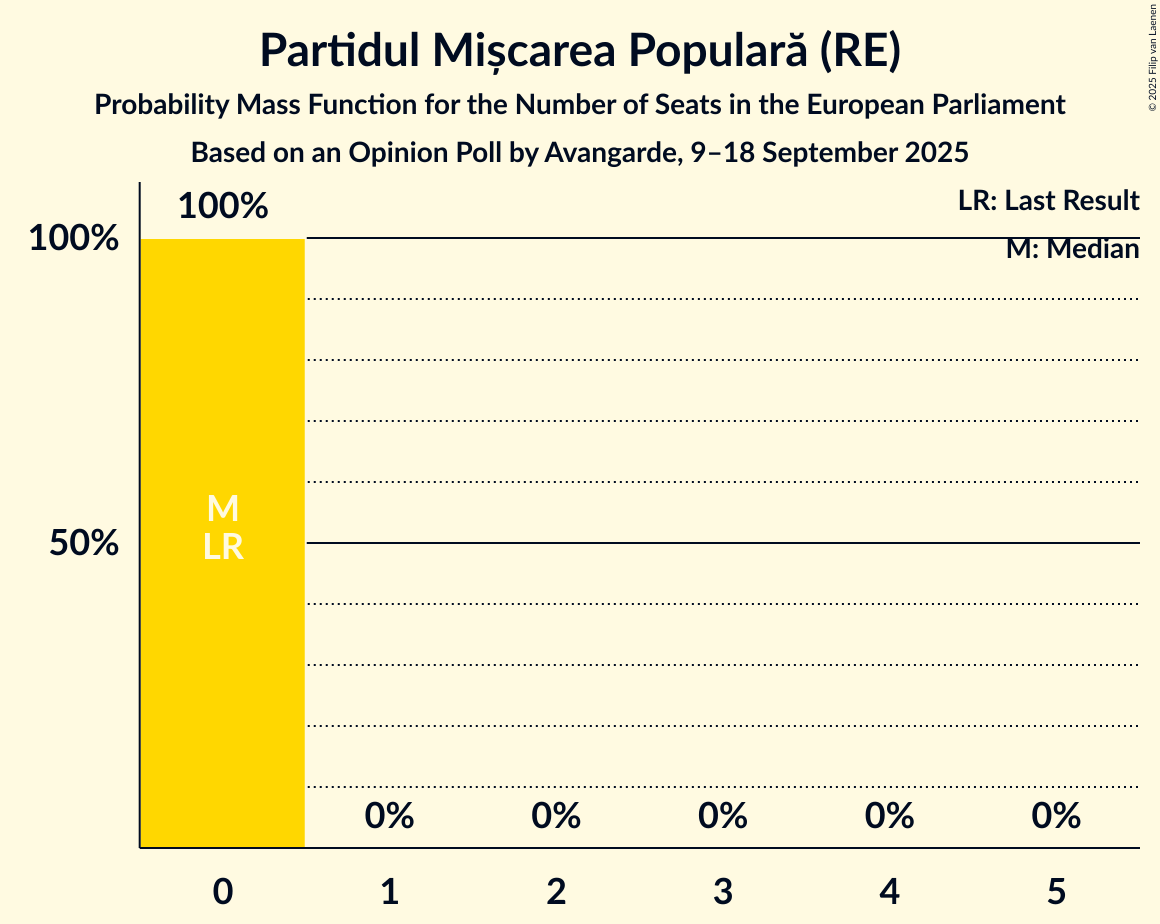 Partidul Mișcarea Populară (RE)
Probability Mass Function for the Number of Seats in the European Parliament
Based on an Opinion Poll by Avangarde, 9–18 September 2025
© 2025 Filip van Laenen
LR: Last Result
M: Median
100%
100%
50%
M
LR
0% 0% 0% 0% 0%
0 1 2 3 4 5